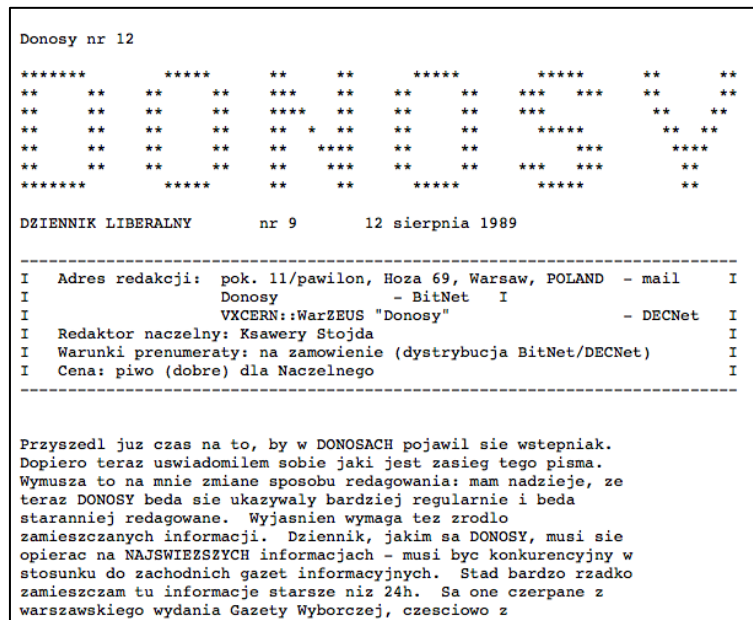 Donosy nr 12
DONOSY
DZIENNIK LIBERALNY nr 9 12 sierpnia 1989
I Adres redakcji: pok. 11/pawilon, Hoza 69, Warsaw, POLAND - mail I
I Donosy - BitNet I
I VXCERN::WarZEUS "Donosy" - DECNet I
I Redaktor naczelny: Ksawery Stojda I
I Warunki prenumeraty: na zamowienie (dystrybucja BitNet/DECNet) I
I Cena: piwo (dobre) dla Naczelnego I
Przyszedl juz czas na to, by w DONOSACH pojawil sie wstepniak.
Dopiero teraz uswiadomilem sobie jaki jest zasieg tego pisma.
Wymusza to na mnie zmiane sposobu redagowania: mam nadzieje, ze
teraz DONOSY beda sie ukazywaly bardziej regularnie i beda
staranniej redagowane. Wyjasnien wymaga tez zrodlo
zamieszczanych informacji. Dziennik, jakim sa DONOSY, musi sie
opierac na NAJSWIEZSZYCH informacjach - musi byc konkurencyjny w
stosunku do zachodnich gazet informacyjnych. Stad bardzo rzadko
zamieszczam tu informacje starsze niz 24h. Sa one czerpane z
warszawskiego wydania Gazety Wyborczej, czesciowo z